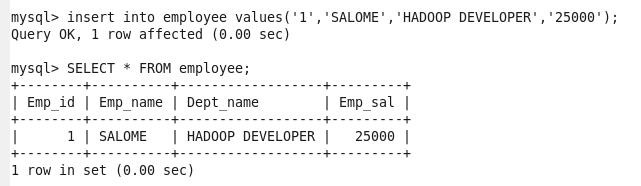 mysql> insert into employee values('1','SALOME','HADOOP DEVELOPER','25000');
Query OK, 1 row affected (0.00 sec)

mysql> SELECT * FROM employee;
+--------+----------+------------------+---------+
| Emp_id | Emp_name | Dept_name        | Emp_sal |
+--------+----------+------------------+---------+
|      1 | SALOME   | HADOOP DEVELOPER |   25000 |
+--------+----------+------------------+---------+
1 row in set (0.00 sec)